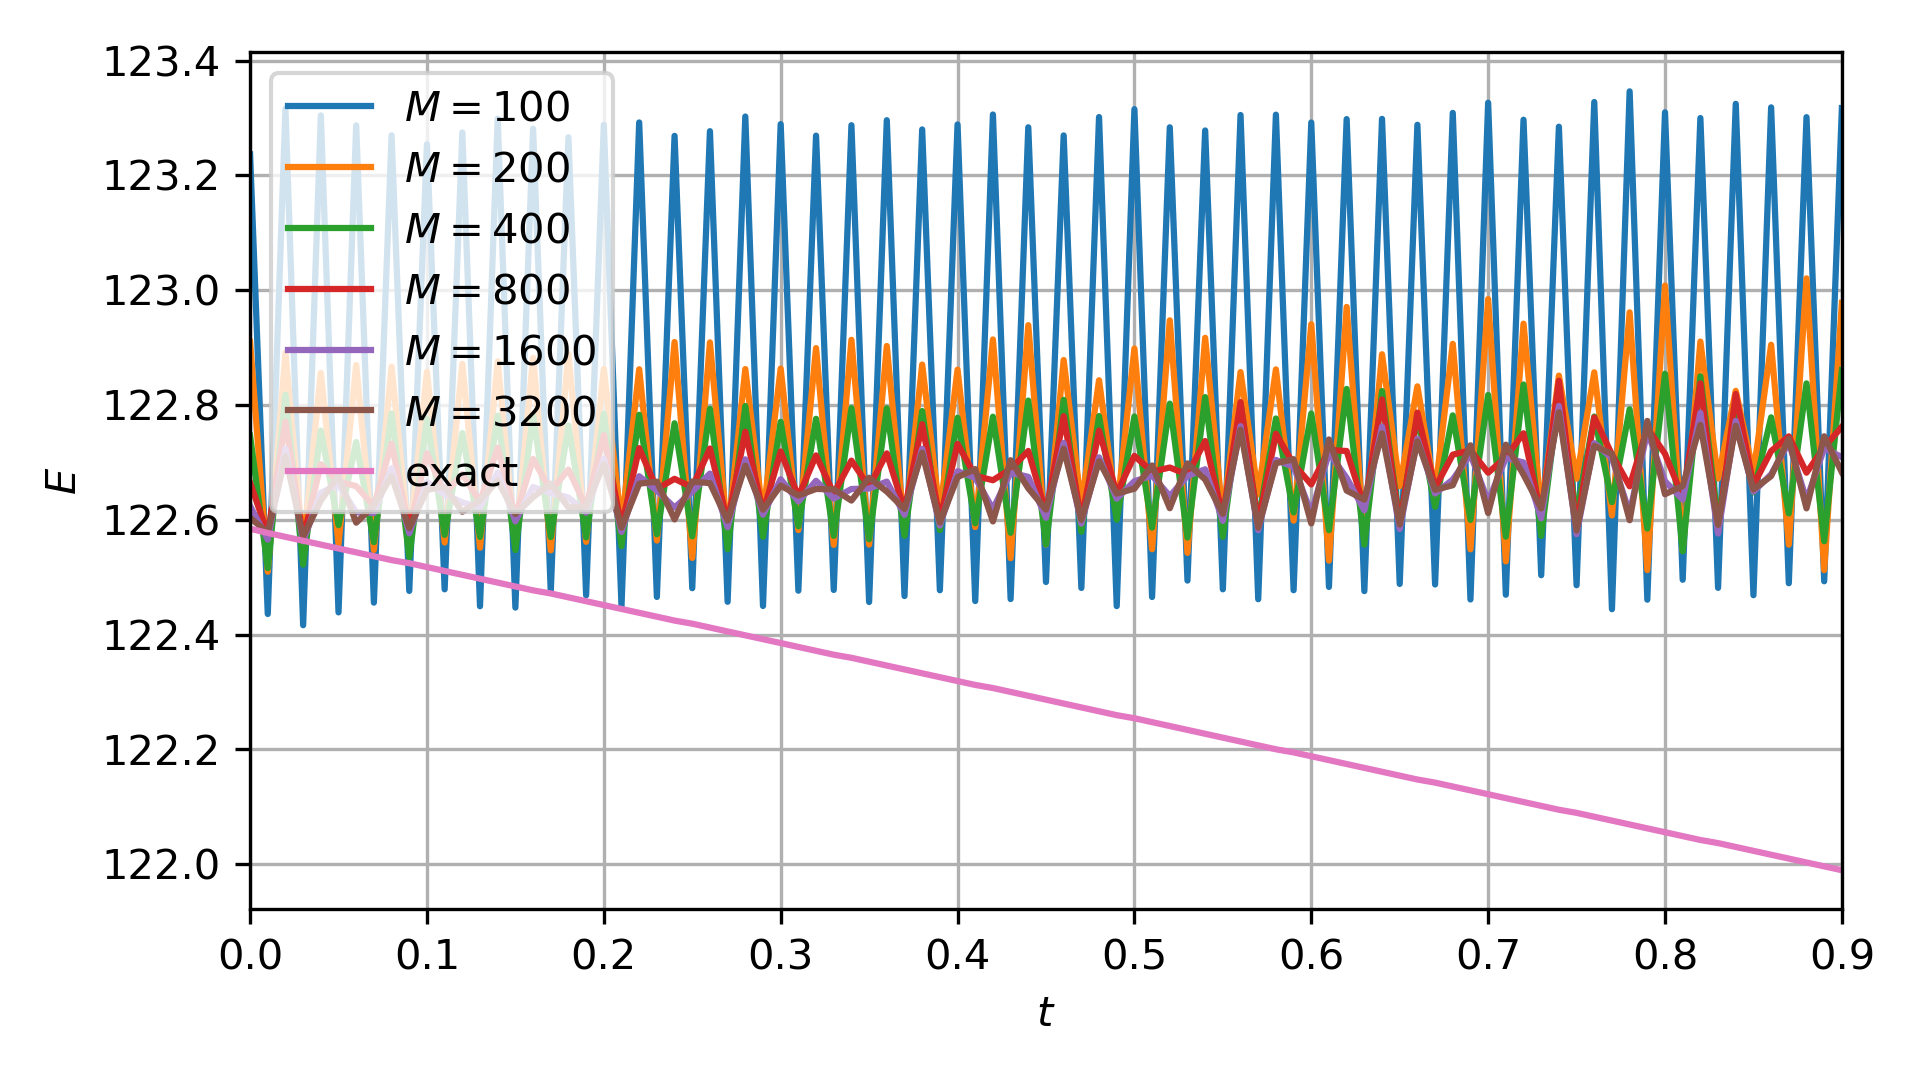 123.4
123.2
123.0
122.8
122.6
122.4
122.2
122.0
E
M = 100
M = 200
M = 400
M = 800
M = 1600
M = 3200
exact
0.0 0.1 0.2 0.3 0.4 0.5 0.6 0.7 0.8 0.9
t